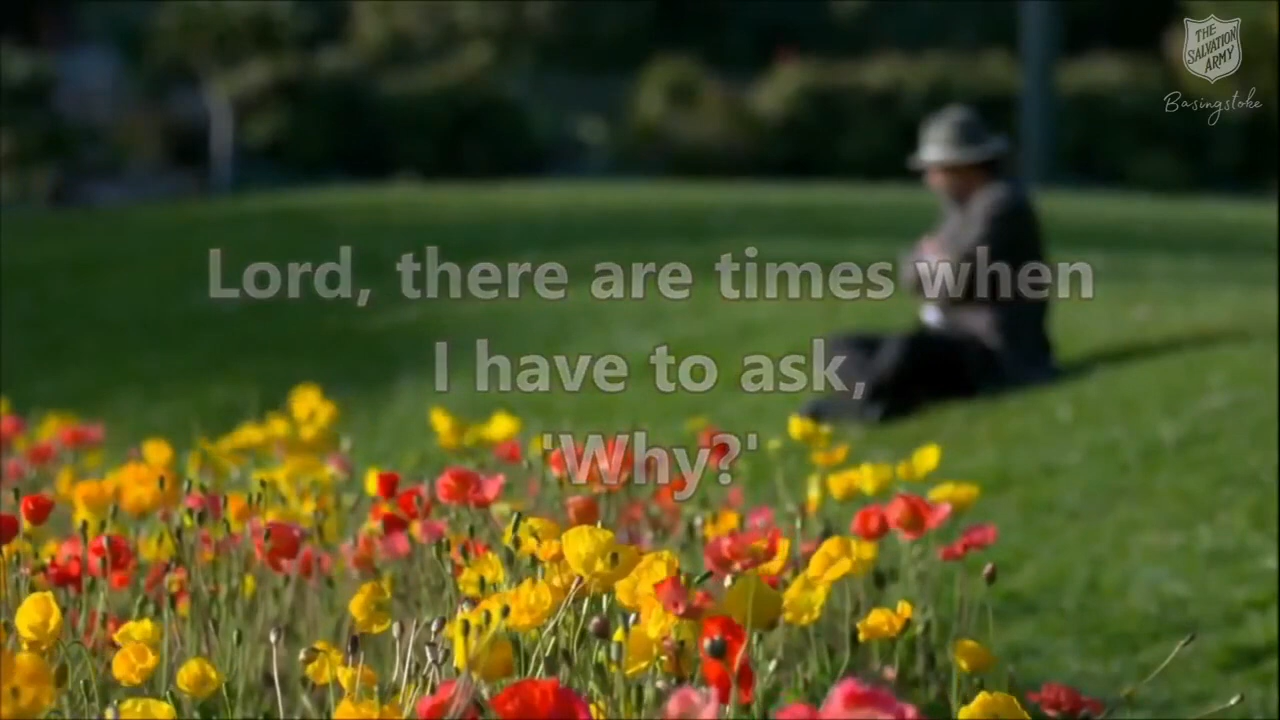 THE
SALVATION
ARMY
Basingstoke
Lord, there are times when
I have to ask,
'Why?'